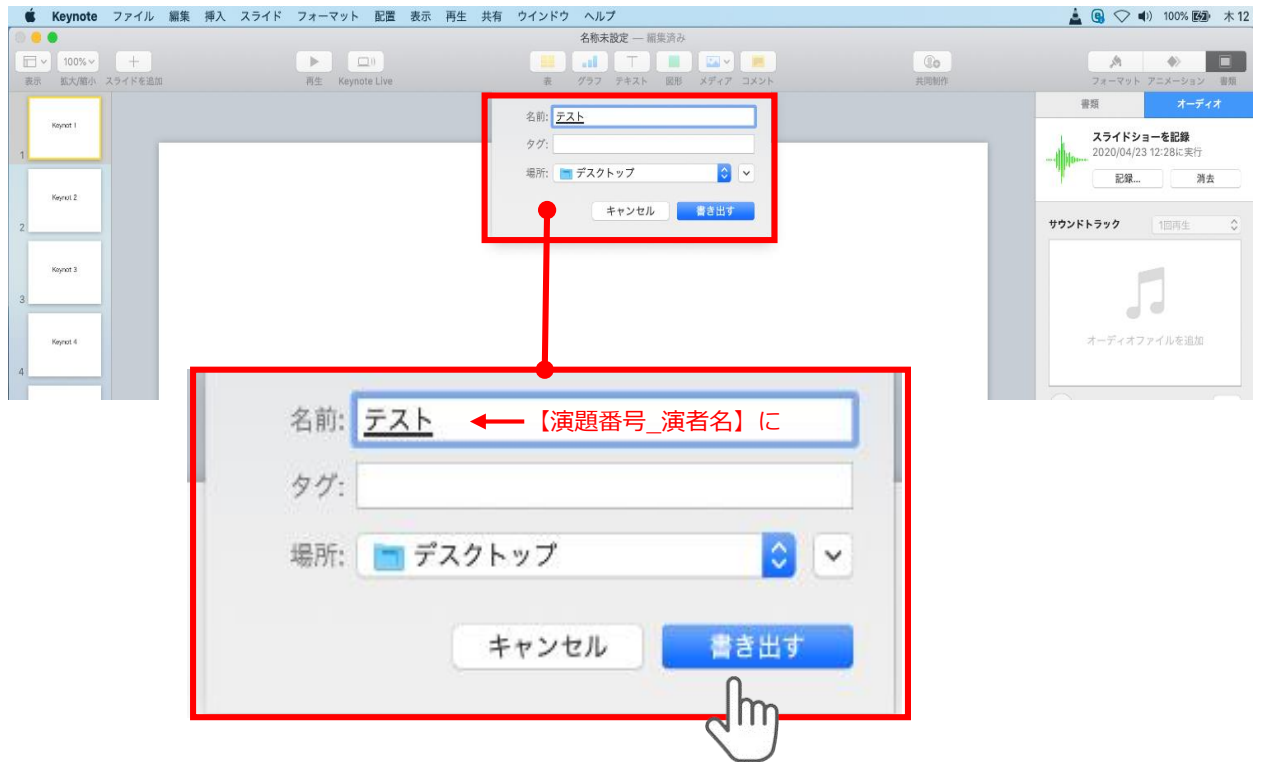 Keynote ファイル 編集 挿入 スライド フォーマット 配置 表示 再生 共有 ウインドウ ヘルプ 100% 木 12
名称未設定 — 編集済み
100%
表示 拡大/縮小 スライドを追加 再生 Keynote Live 表 グラフ テキスト 図形 メディア コメント 共同制作 フォーマット アニメーション 書類
Keynot 1
1
Keynot 2
2
Keynot 3
3
Keynot 4
4
名前: テスト
タグ:
場所: デスクトップ
キャンセル 書き出す
書類 オーディオ
スライドショーを記録
2020/04/23 12:28に実行
記録... 消去
サウンドトラック 1回再生
オーディオファイルを追加
名前: テスト ←【演題番号_演者名】に
タグ:
場所: デスクトップ
キャンセル 書き出す